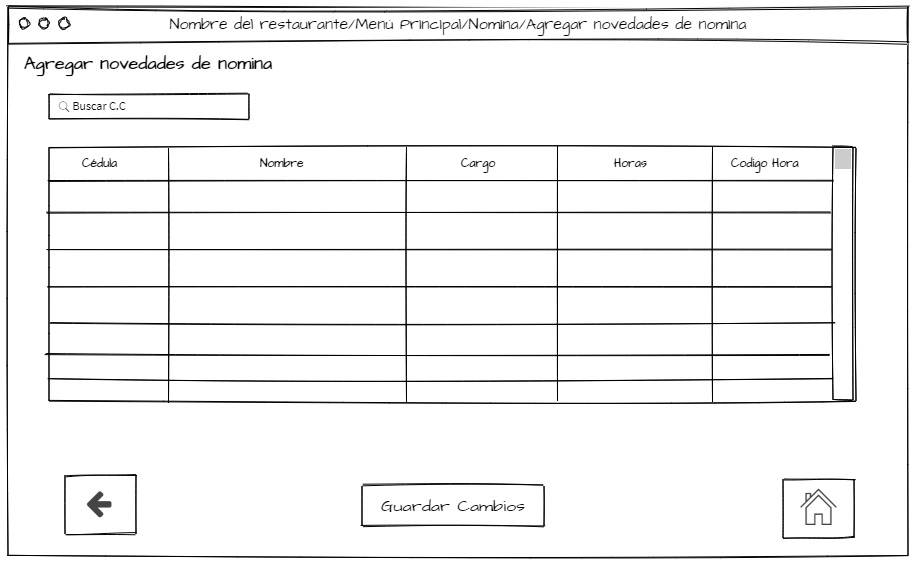 Nombre del restaurante/Menú Principal/Nomina/Agregar novedades de nomina
Agregar novedades de nomina
Buscar C.C
Cédula Nombre Cargo Horas Codigo Hora
Guardar Cambios